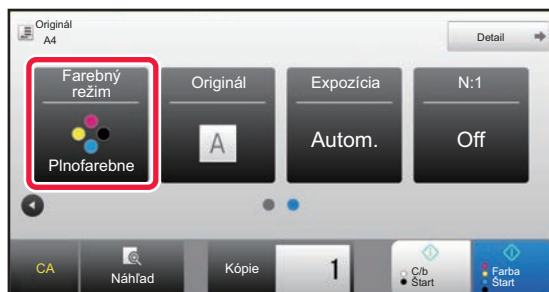 Originál
A4
Detail
Farebný
režim
Plnofarebne
Originál
A
Expozícia
Autom.
N:1
Off
CA
Náhľad
Kópie
1
C/b
Štart
Farba
Štart